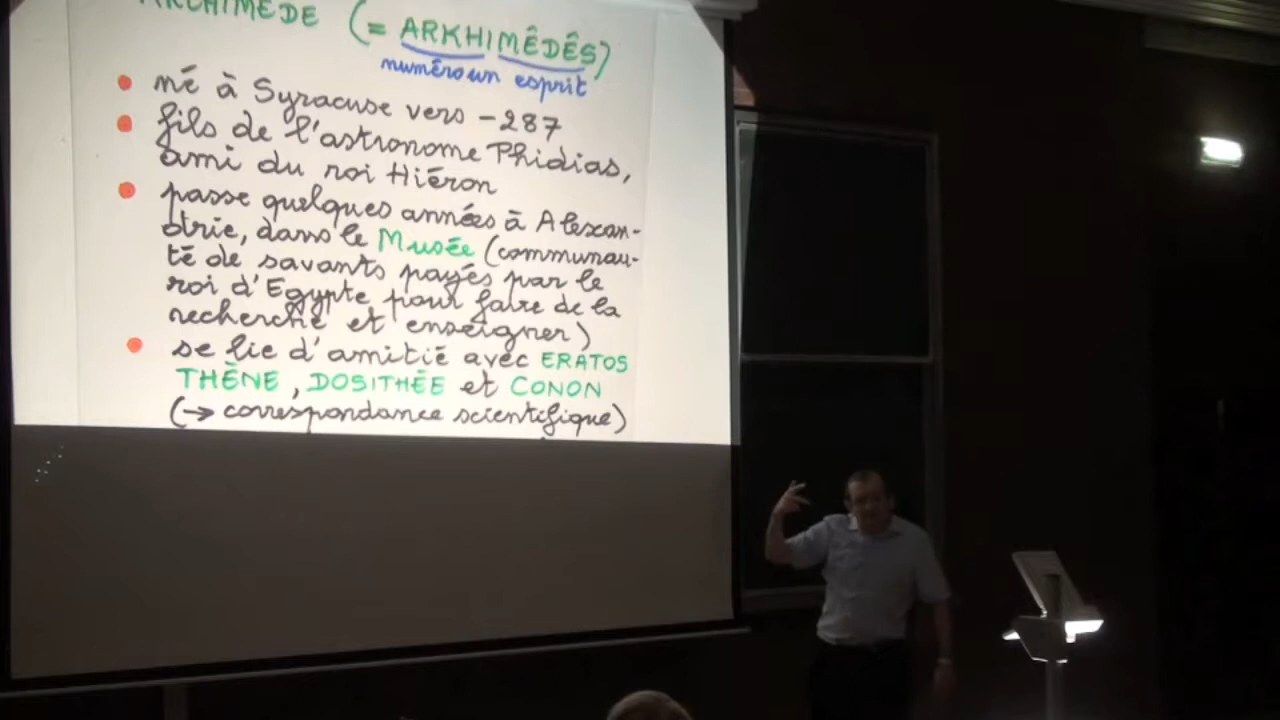 ARCHIMÈDE (= ARKHIMÊDÊS)
numéro un esprit
• né à Syracuse vers -287
• fils de l'astronome Phidias,
ami du roi Hiéron
• passe quelques années à Alexan-
drie, dans le Musée (communau-
té de savants payés par le
roi d'Egypte pour faire de la
recherche et enseigner)
• se lie d'amitié avec ERATOS
THÈNE, DOSITHÉE et CONON
(→ correspondance scientifique)